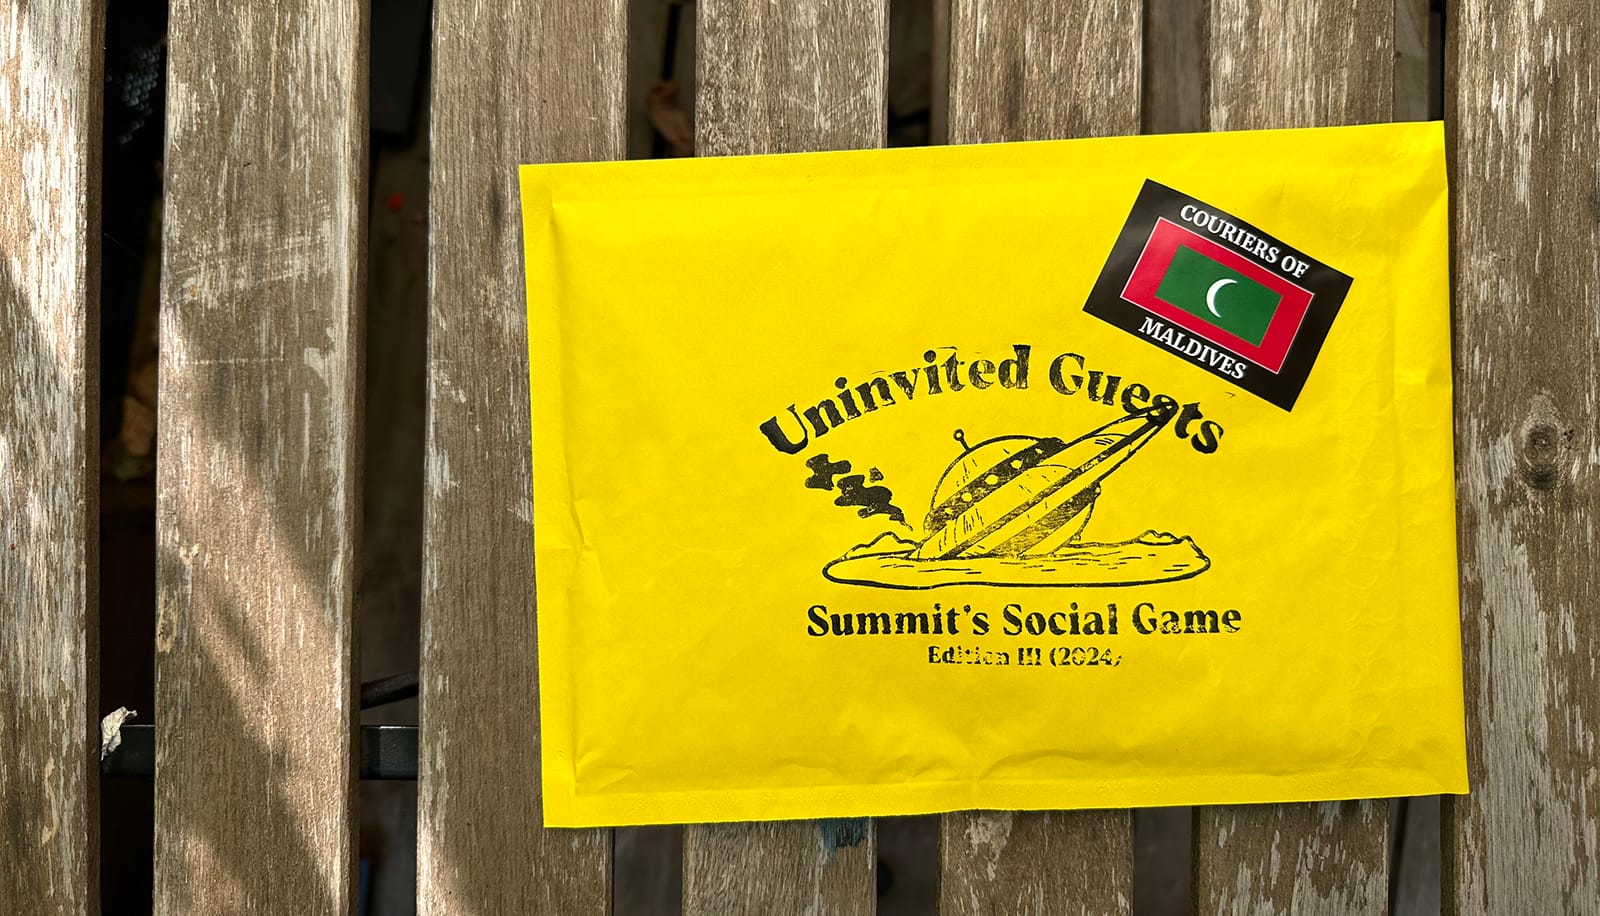 COURIERS OF
MALDIVES
Uninvited Guests
Summit's Social Game
Edition III (2024)